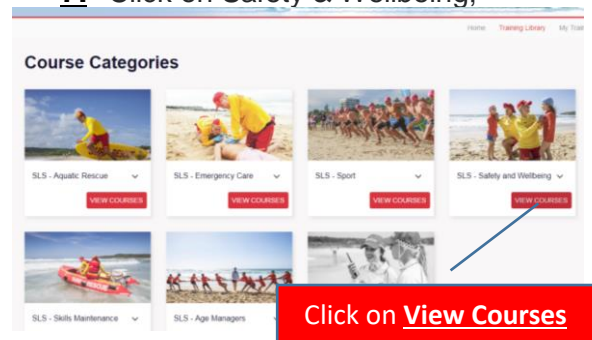 Click on Safety & Wellbeing,
Home Training Library My Train
Course Categories
SLS - Aquatic Rescue
SLS - Emergency Care
SLS - Sport
SLS - Safety and Wellbeing
VIEW COURSES
VIEW COURSES
VIEW COURSES
VIEW COURSES
SLS - Skills Maintenance
SLS - Age Managers
Click on View Courses